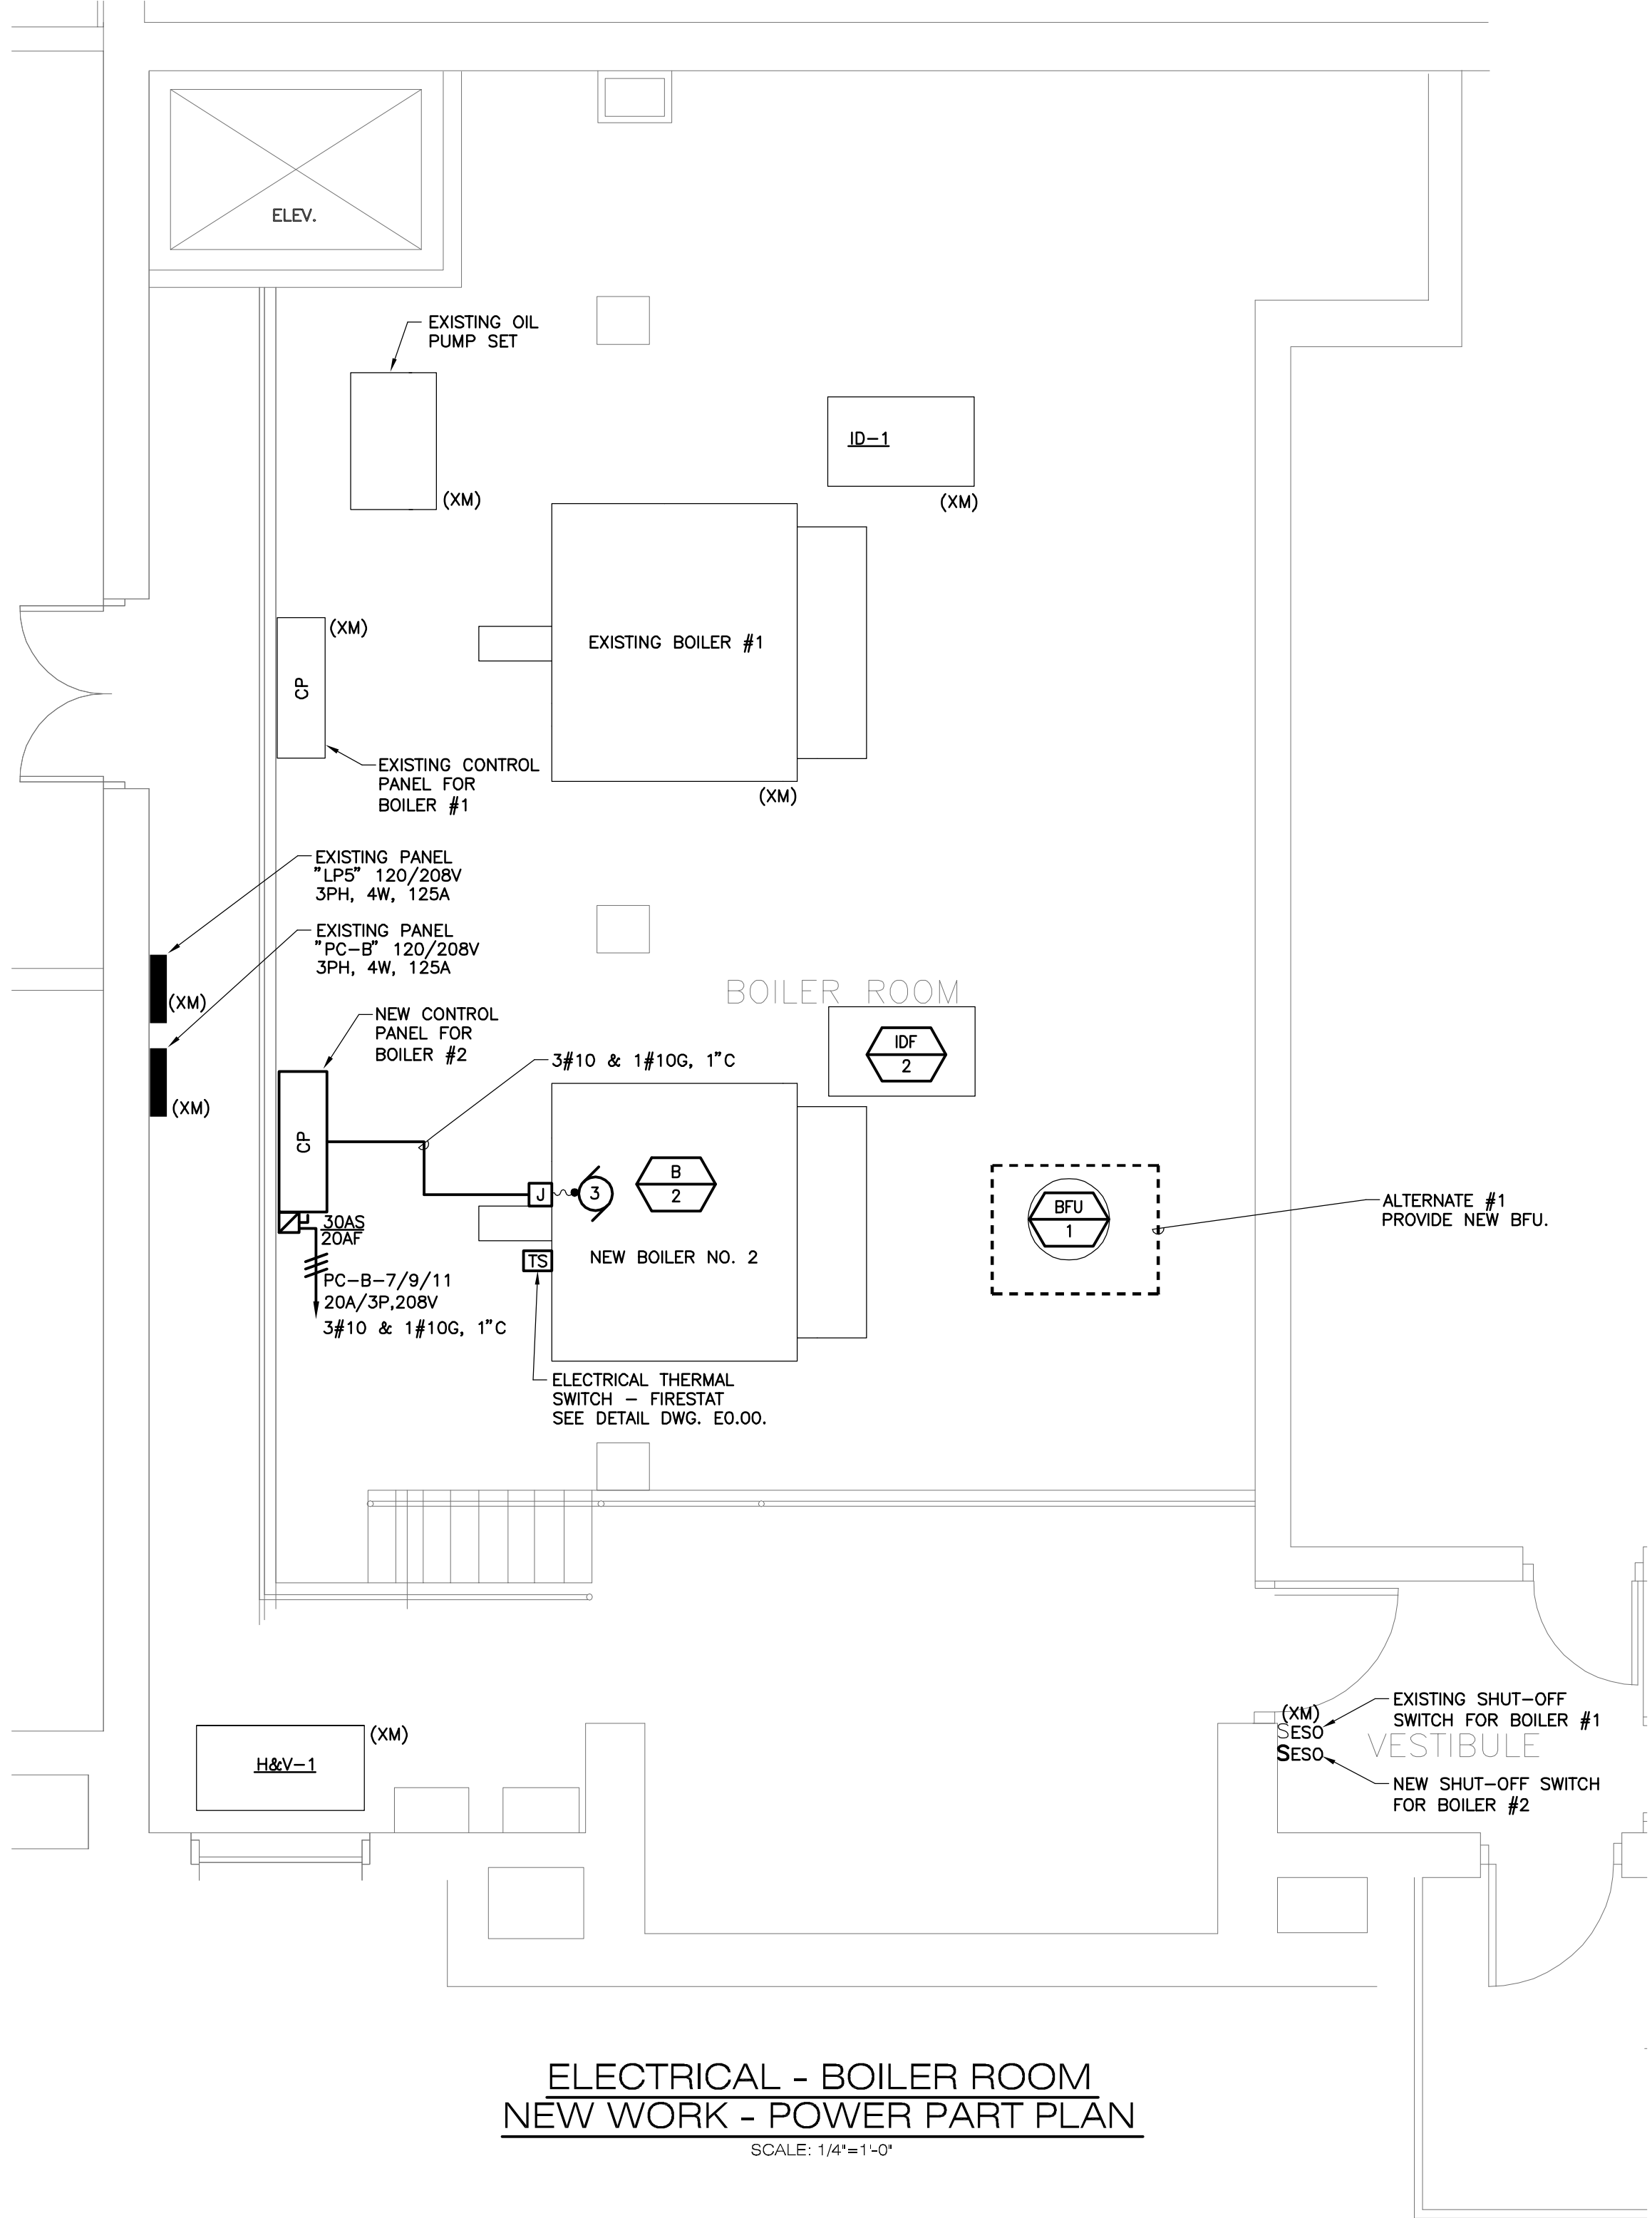 ELEV.
EXISTING OIL
PUMP SET
(XM)
ID-1
(XM)
EXISTING BOILER #1
(XM)
(XM)
CP
EXISTING CONTROL
PANEL FOR
BOILER #1
EXISTING PANEL
"LP5" 120/208V
3PH, 4W, 125A
(XM)
EXISTING PANEL
"PC-B" 120/208V
3PH, 4W, 125A
(XM)
BOILER ROOM
IDF
2
NEW CONTROL
PANEL FOR
BOILER #2
CP
3#10 & 1#10G, 1"C
J
3
B
2
NEW BOILER NO. 2
TS
30AS
20AF
PC-B-7/9/11
20A/3P,208V
3#10 & 1#10G, 1"C
BFU
1
ALTERNATE #1
PROVIDE NEW BFU.
ELECTRICAL THERMAL
SWITCH - FIRESTAT
SEE DETAIL DWG. E0.00.
(XM)
SESO
SESO
EXISTING SHUT-OFF
SWITCH FOR BOILER #1
VESTIBULE
NEW SHUT-OFF SWITCH
FOR BOILER #2
H&V-1
(XM)
ELECTRICAL - BOILER ROOM
NEW WORK - POWER PART PLAN
SCALE: 1/4"=1'-0"